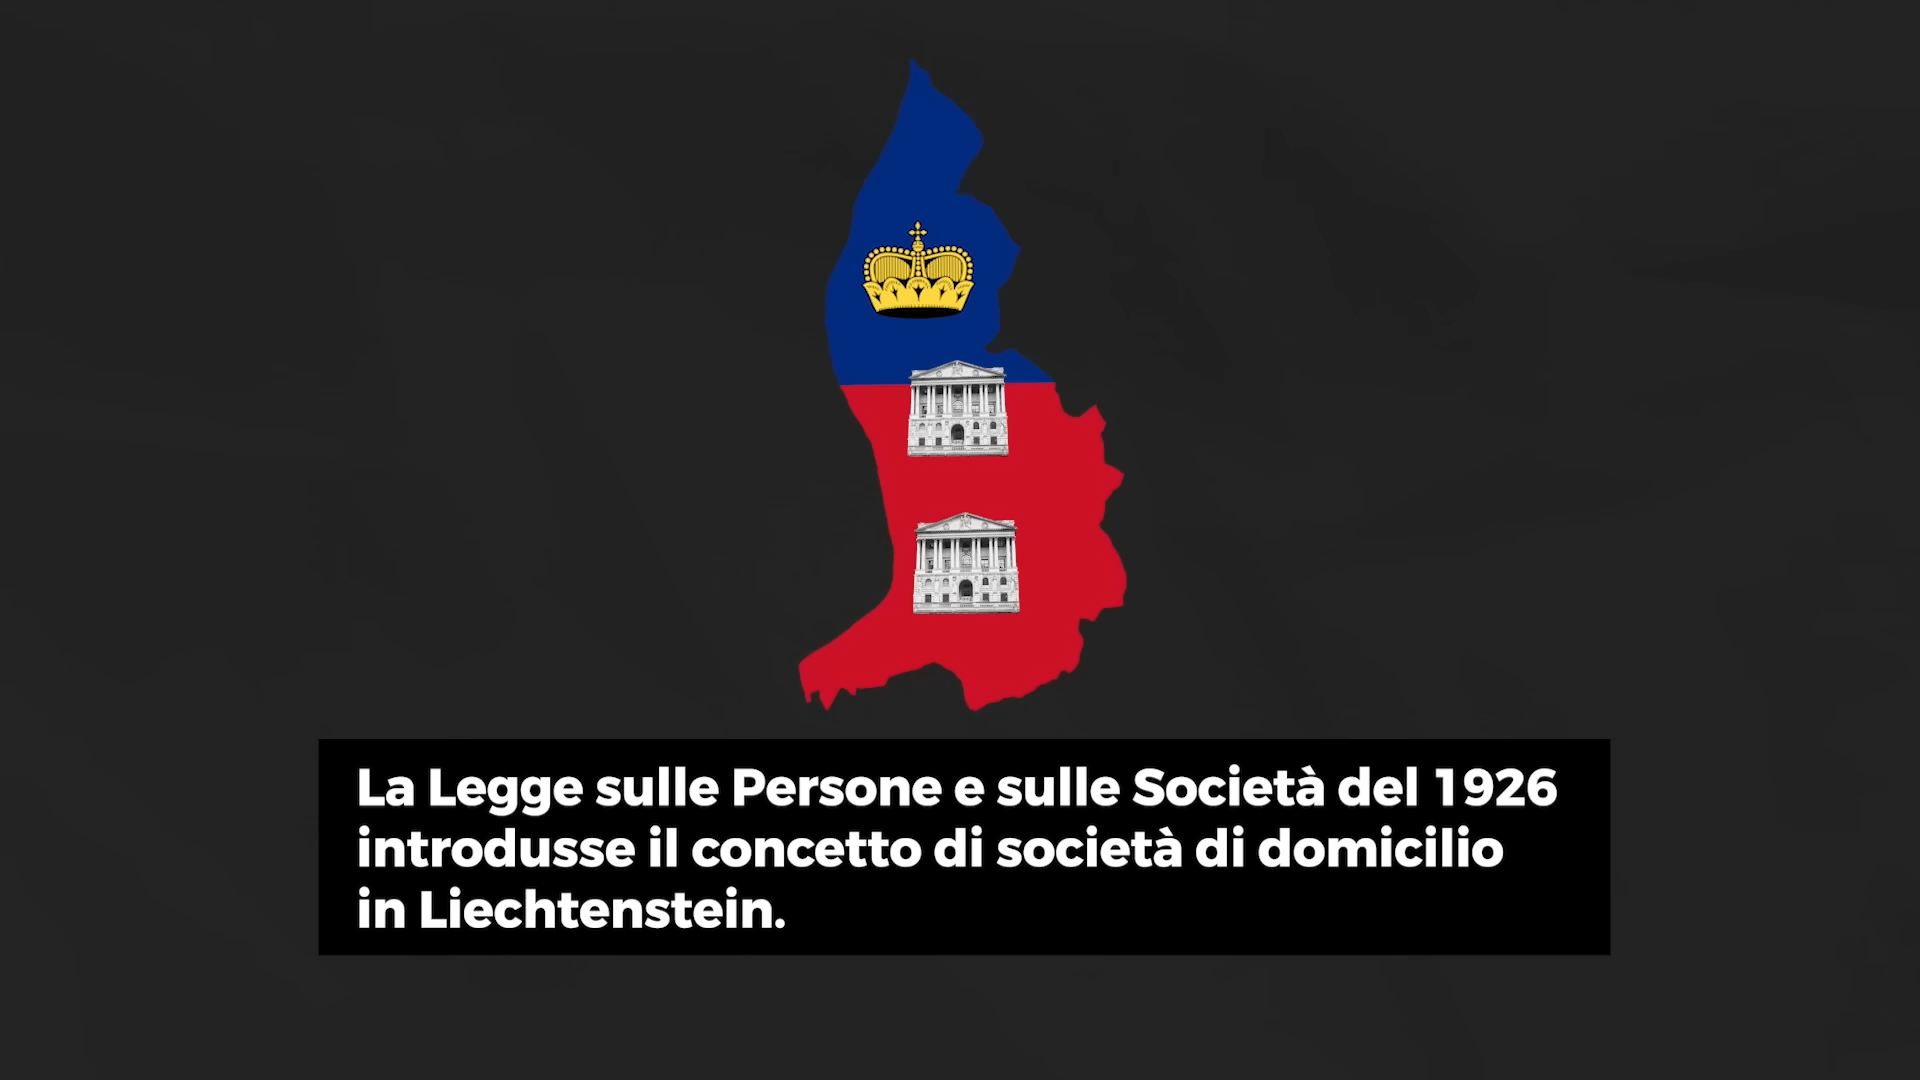 La Legge sulle Persone e sulle Società del 1926
introdusse il concetto di società di domicilio
in Liechtenstein.